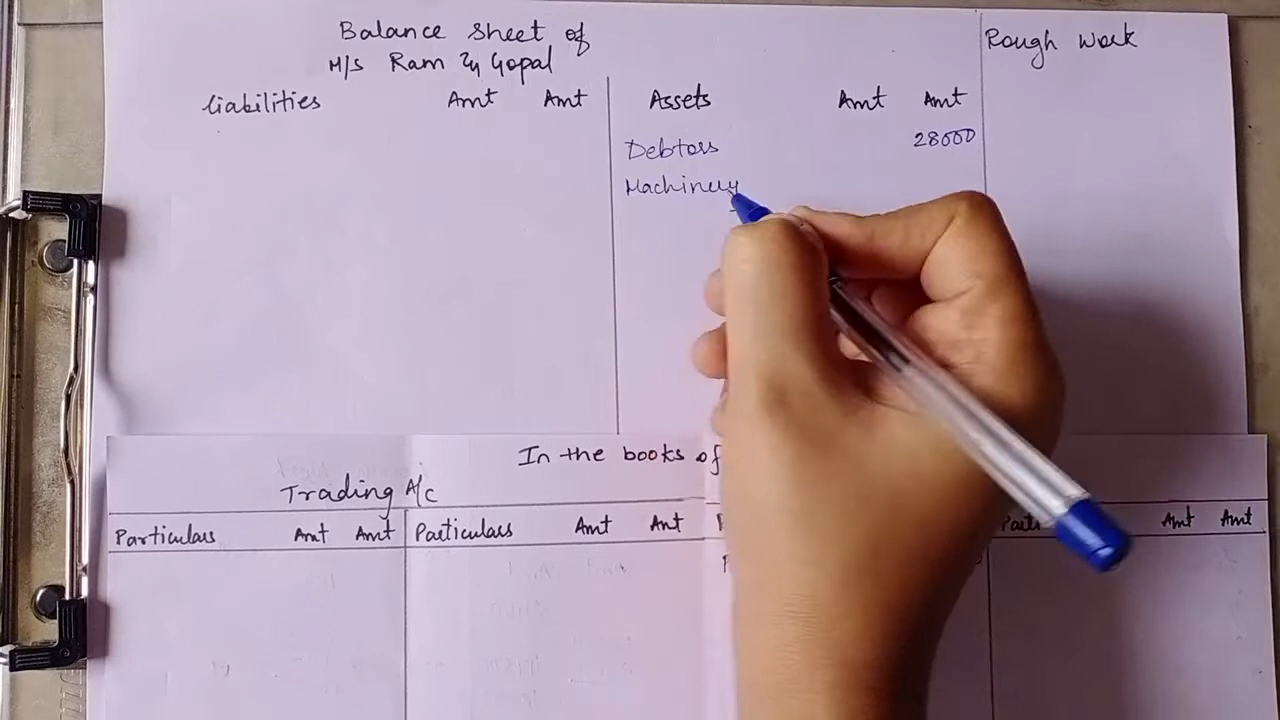 Balance Sheet of
M/s Ram & Gopal
Rough Work
Liabilities Amt Amt Assets Amt Amt
Debtors 28000
Machinery
In the books of
Trading A/c
Particulars Amt Amt Particulars Amt Amt Amt Amt